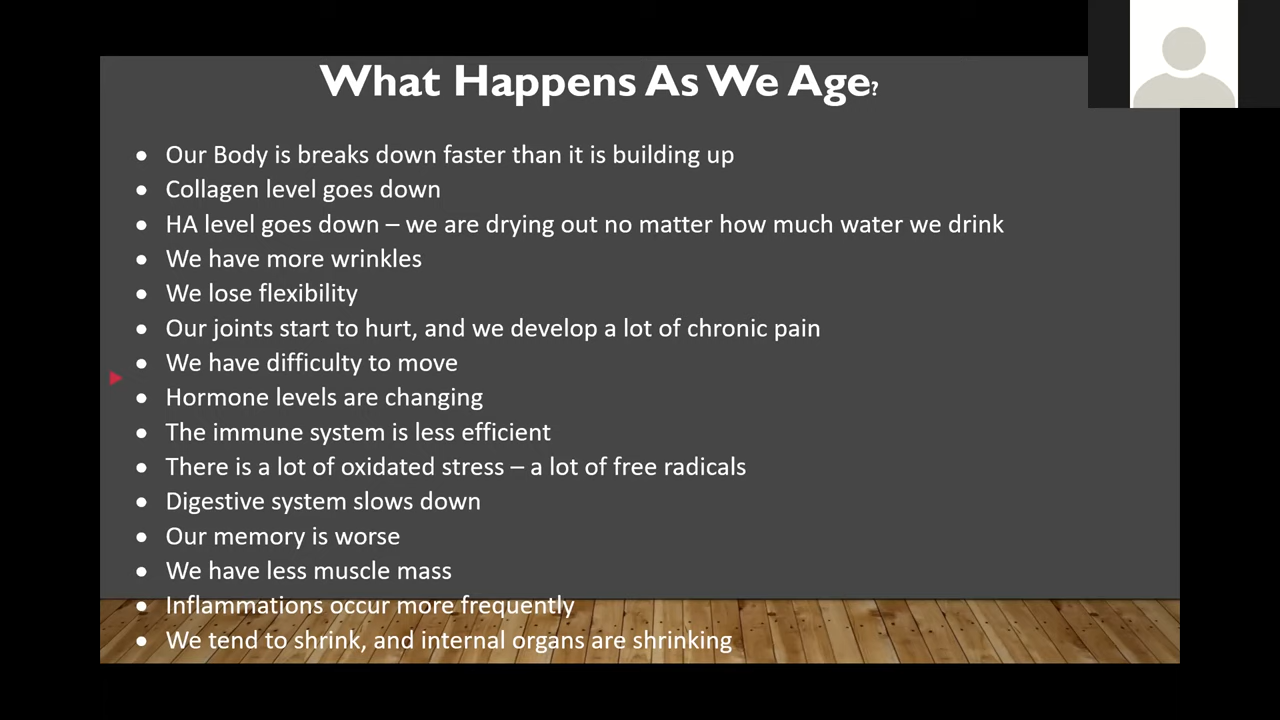 What Happens As We Age?
• Our Body is breaks down faster than it is building up
• Collagen level goes down
• HA level goes down – we are drying out no matter how much water we drink
• We have more wrinkles
• We lose flexibility
• Our joints start to hurt, and we develop a lot of chronic pain
• We have difficulty to move
• Hormone levels are changing
• The immune system is less efficient
• There is a lot of oxidated stress – a lot of free radicals
• Digestive system slows down
• Our memory is worse
• We have less muscle mass
• Inflammations occur more frequently
• We tend to shrink, and internal organs are shrinking